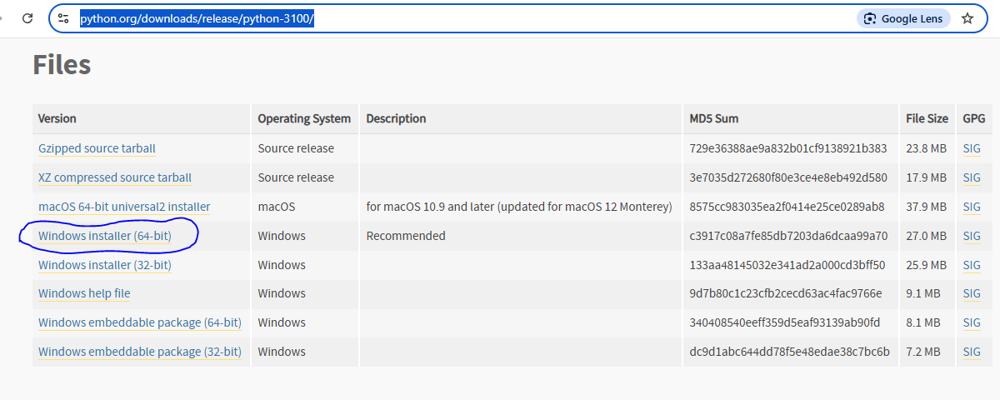 python.org/downloads/release/python-3100/ Google Lens
Files
Version Operating System Description MD5 Sum File Size GPG
Gzipped source tarball Source release 729e36388ae9a832b01cf9138921b383 23.8 MB SIG
XZ compressed source tarball Source release 3e7035d272680f80e3ce4e8eb492d580 17.9 MB SIG
macOS 64-bit universal2 installer macOS for macOS 10.9 and later (updated for macOS 12 Monterey) 8575cc983035ea2f0414e25ce0289ab8 37.9 MB SIG
Windows installer (64-bit) Windows Recommended c3917c08a7fe85db7203da6dcaa99a70 27.0 MB SIG
Windows installer (32-bit) Windows 133aa48145032e341ad2a000cd3bff50 25.9 MB SIG
Windows help file Windows 9d7b80c1c23cfb2cecd63ac4fac9766e 9.1 MB SIG
Windows embeddable package (64-bit) Windows 340408540eeff359d5eaf93139ab90fd 8.1 MB SIG
Windows embeddable package (32-bit) Windows dc9d1abc644dd78f5e48edae38c7bc6b 7.2 MB SIG